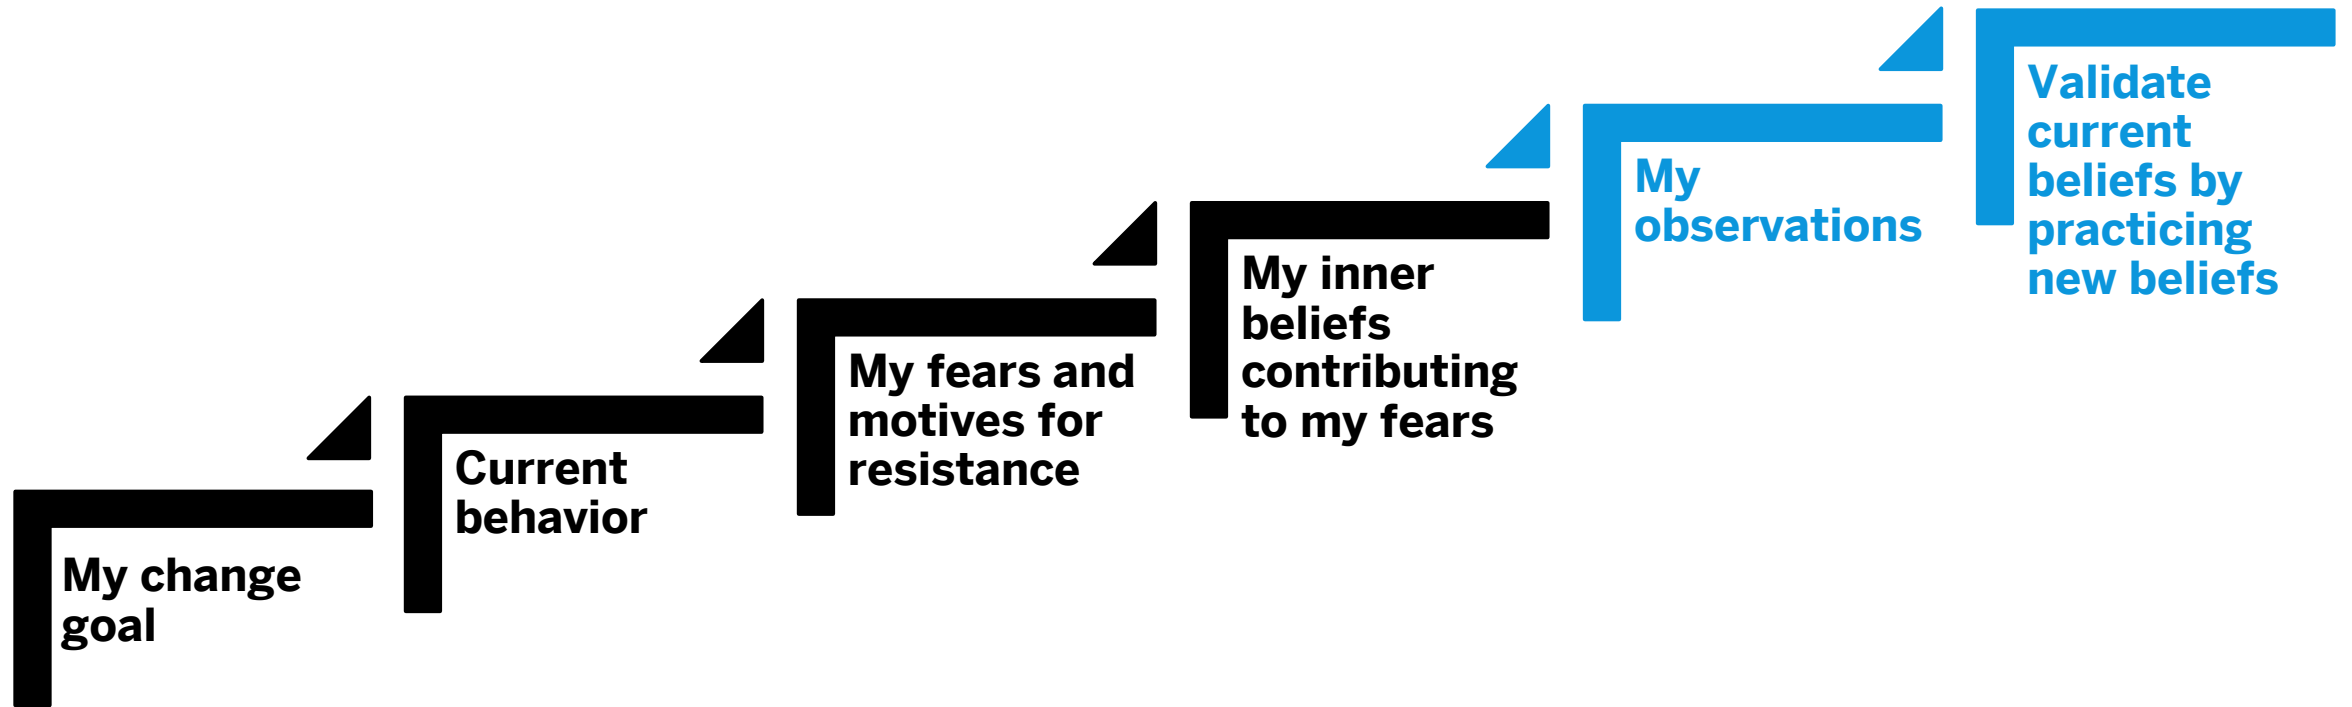 My change
goal
Current
behavior
My fears and
motives for
resistance
My inner
beliefs
contributing
to my fears
My
observations
Validate
current
beliefs by
practicing
new beliefs